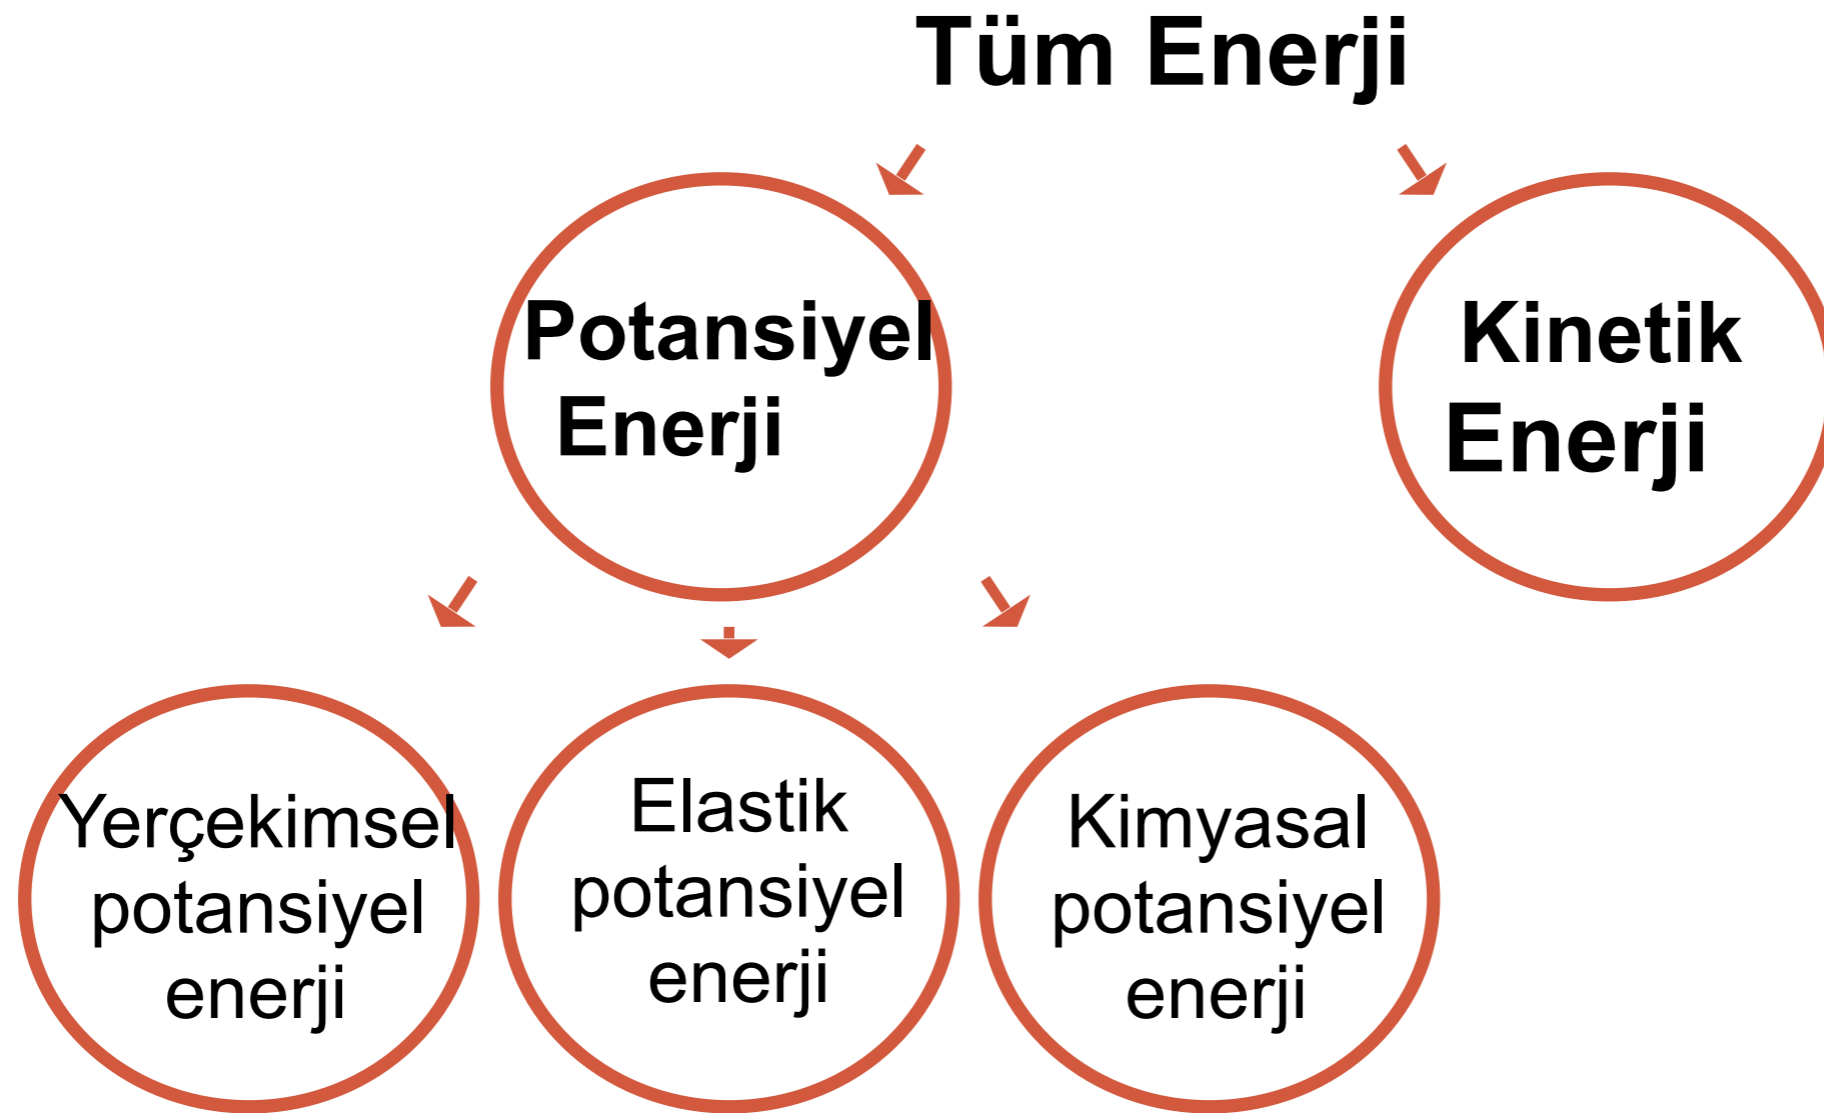 Tüm Enerji
Potansiyel
Enerji
Kinetik
Enerji
Yerçekimsel
potansiyel
enerji
Elastik
potansiyel
enerji
Kimyasal
potansiyel
enerji